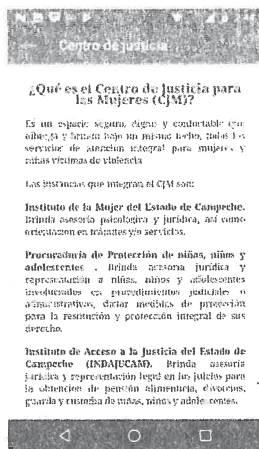 Centro de justicia
¿Qué es el Centro de Justicia para
las Mujeres (CJM)?
Es un espacio seguro, digno y confortable que
alberga y brinda bajo un mismo techo, todos los
servicios de atención integral para mujeres y
niñas víctimas de violencia
Las instancias que integran el CJM son:
Instituto de la Mujer del Estado de Campeche.
Brinda asesoría psicológica y jurídica, así como
orientación en trámites y/o servicios.
Procuraduría de Protección de niñas, niños y
adolescentes . Brinda asesoría jurídica y
representación a niñas, niños y adolescentes
involucrados en procedimientos judiciales o
administrativos, dictar medidas de protección
para la restitución y protección integral de sus
derecho.
Instituto de Acceso a la Justicia del Estado de
Campeche (INDAJUCAM). Brinda asesoría
jurídica y representación legal en los juicios para
la obtención de pensión alimenticia, divorcios,
guarda y custodia de niñas, niños y adolescentes.